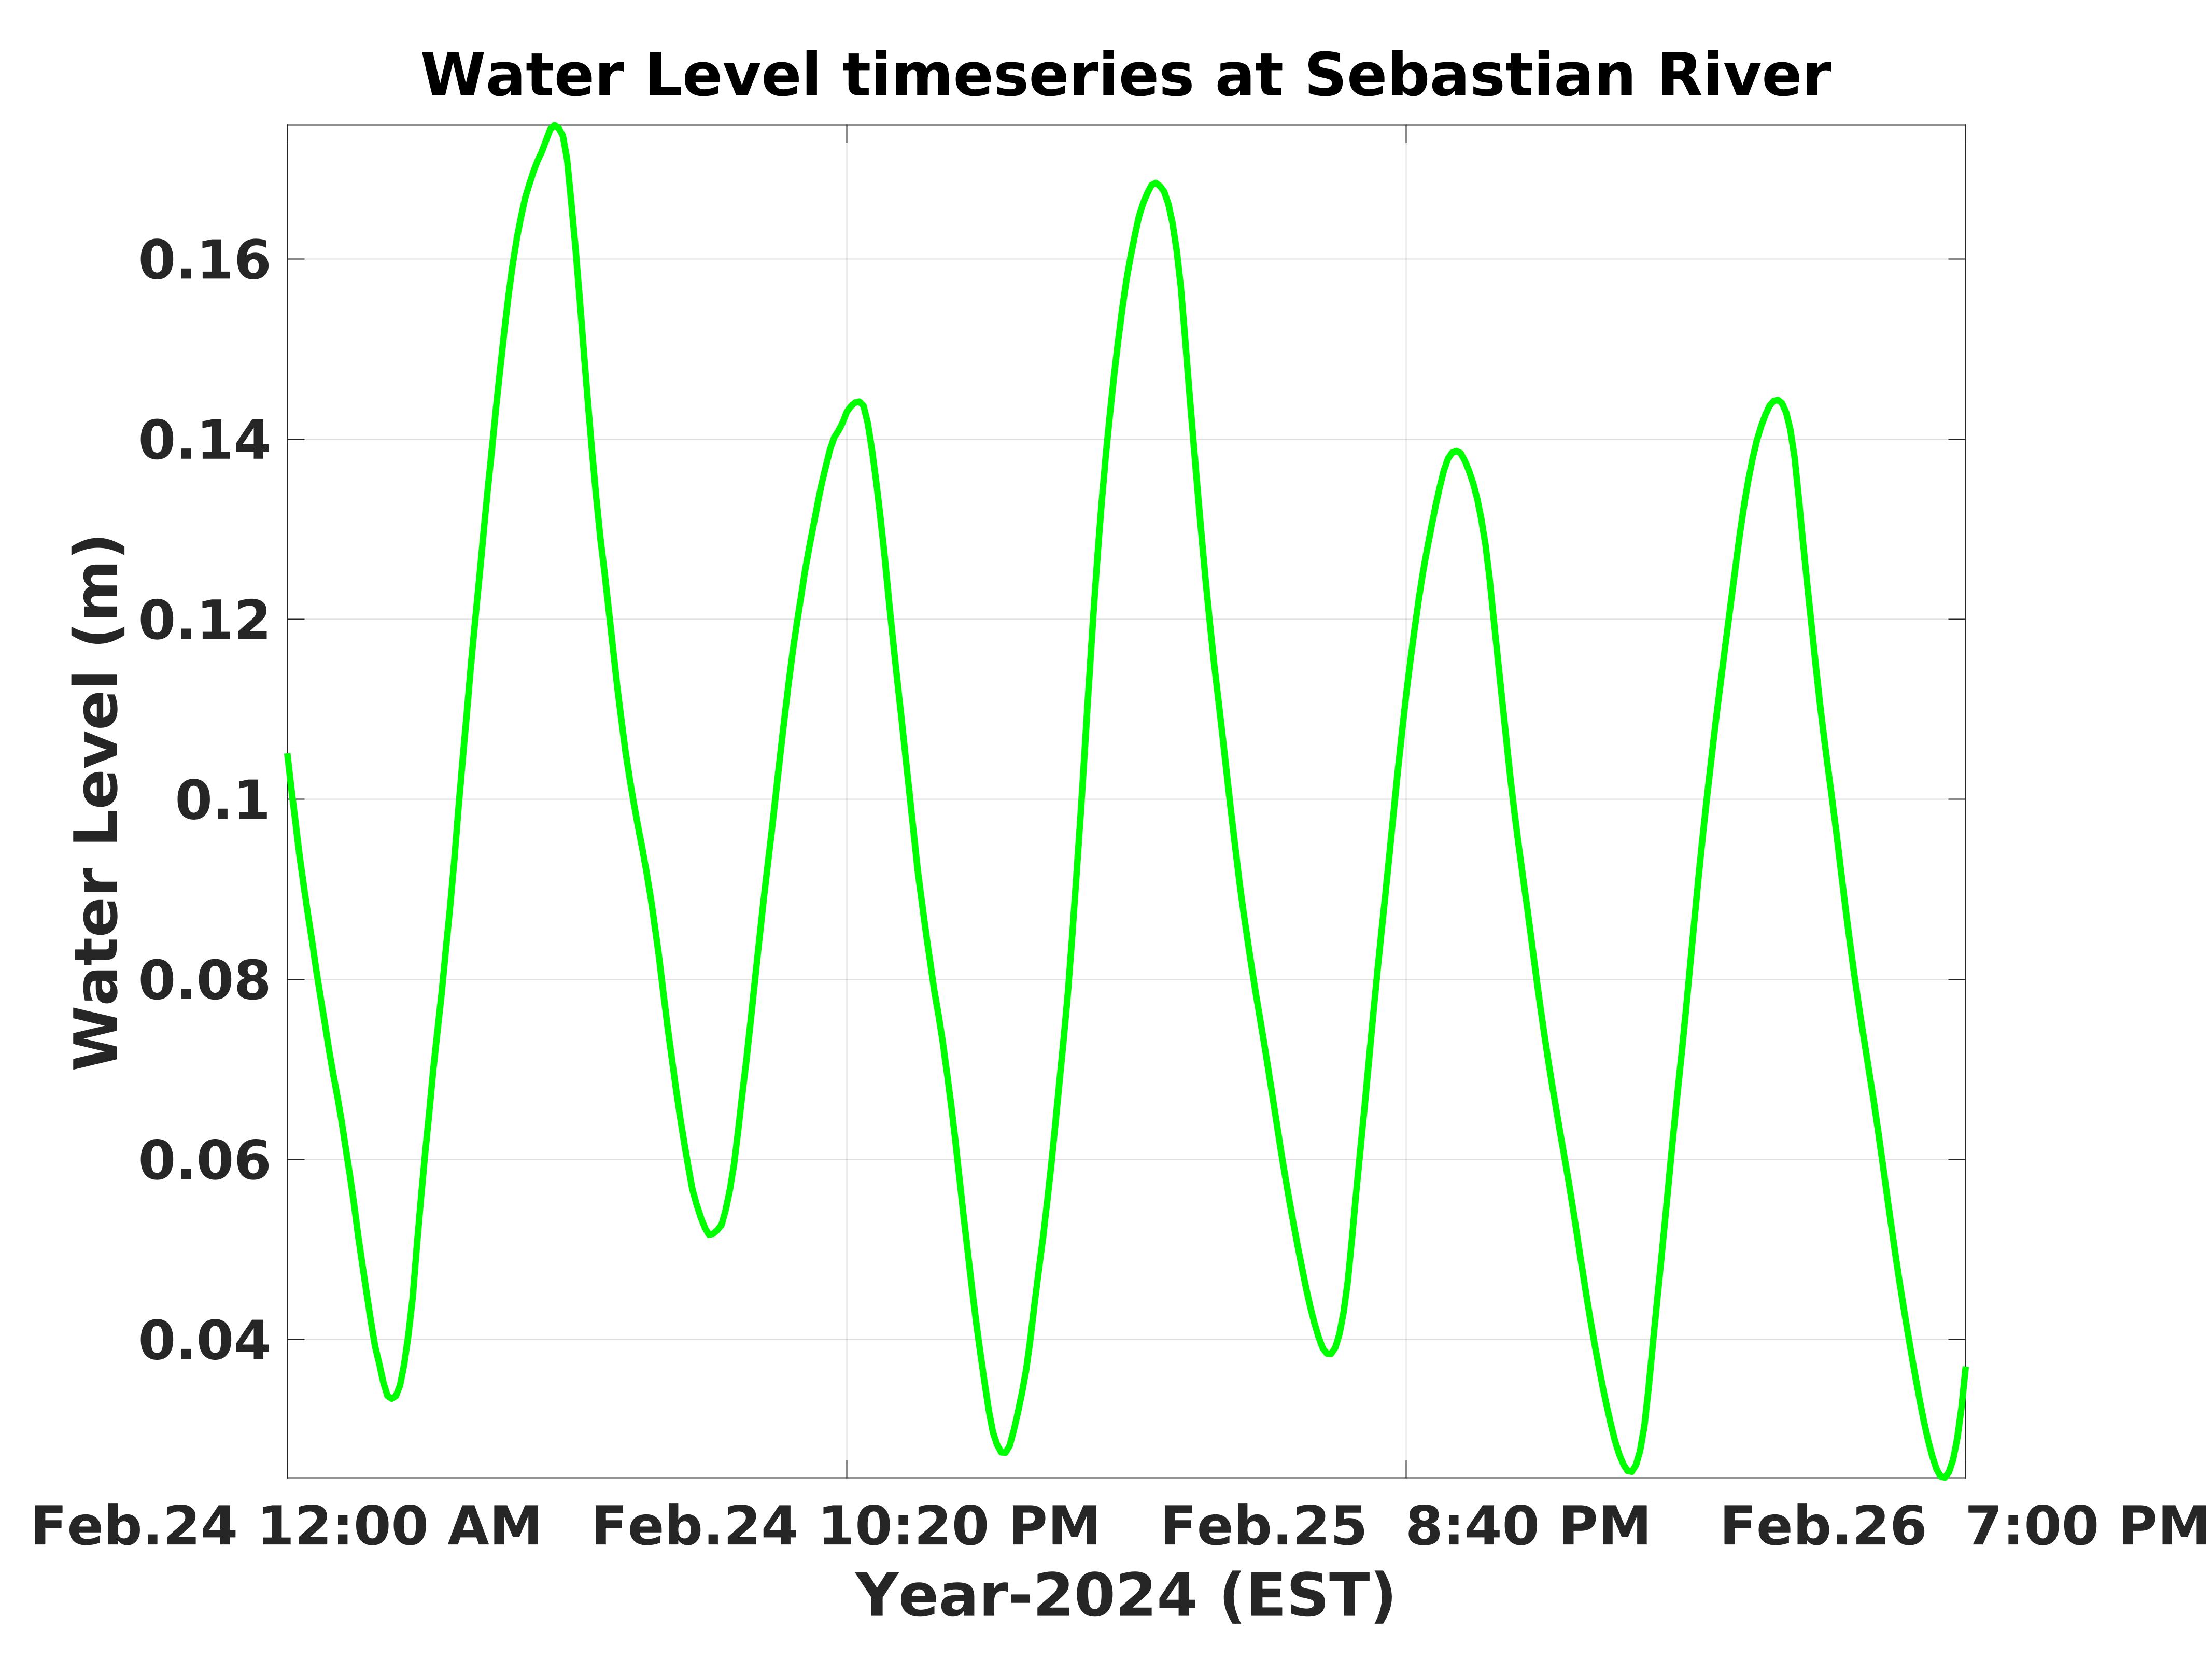 Water Level timeseries at Sebastian River
Water Level (m)
0.16
0.14
0.12
0.1
0.08
0.06
0.04
Feb.24 12:00 AM Feb.24 10:20 PM Feb.25 8:40 PM Feb.26 7:00 PM
Year-2024 (EST)